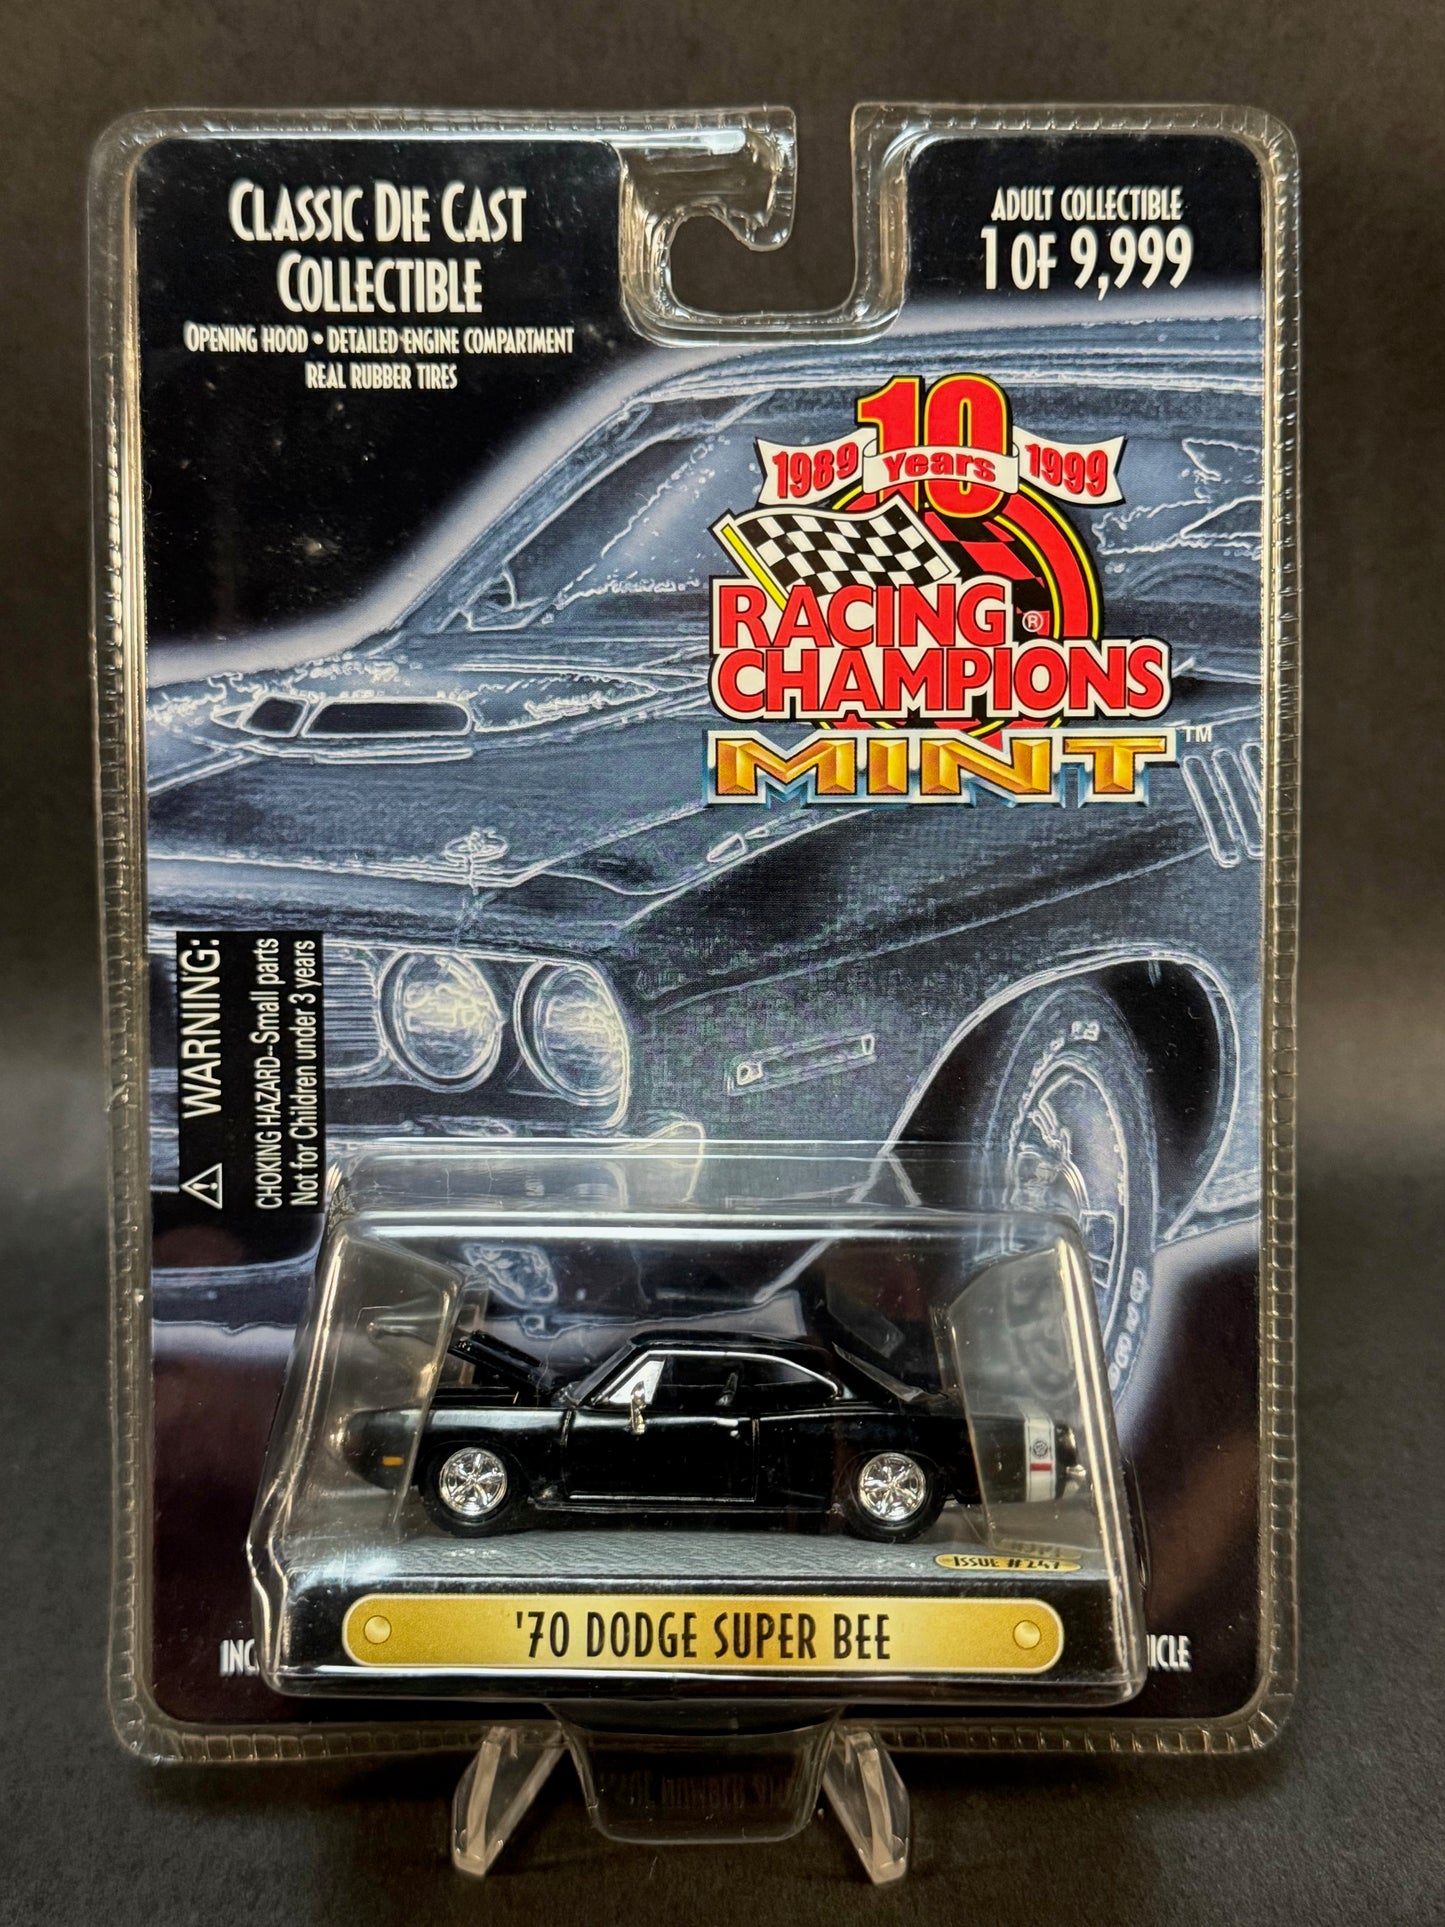 CLASSIC DIE CAST
COLLECTIBLE
OPENING HOOD • DETAILED ENGINE COMPARTMENT
REAL RUBBER TIRES
ADULT COLLECTIBLE
1 OF 9,999
10
1989 Years 1999
RACING ®
CHAMPIONS
MINT ™
⚠ WARNING:
CHOKING HAZARD--Small parts
Not for Children under 3 years
ISSUE #247
'70 DODGE SUPER BEE